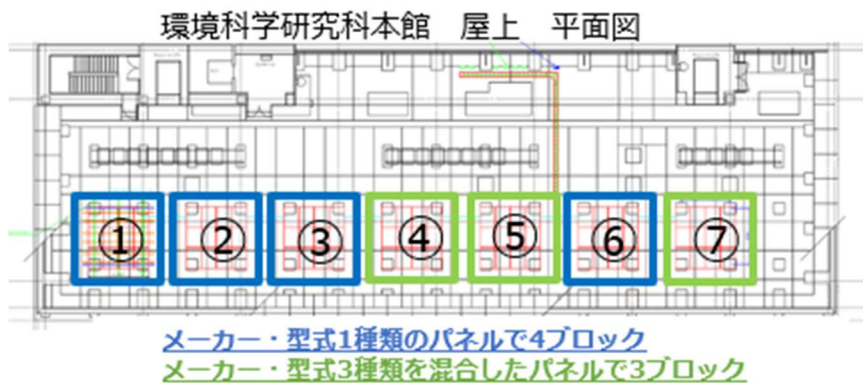 環境科学研究科本館　屋上　平面図
① ② ③ ④ ⑤ ⑥ ⑦
メーカー・型式1種類のパネルで4ブロック
メーカー・型式3種類を混合したパネルで3ブロック